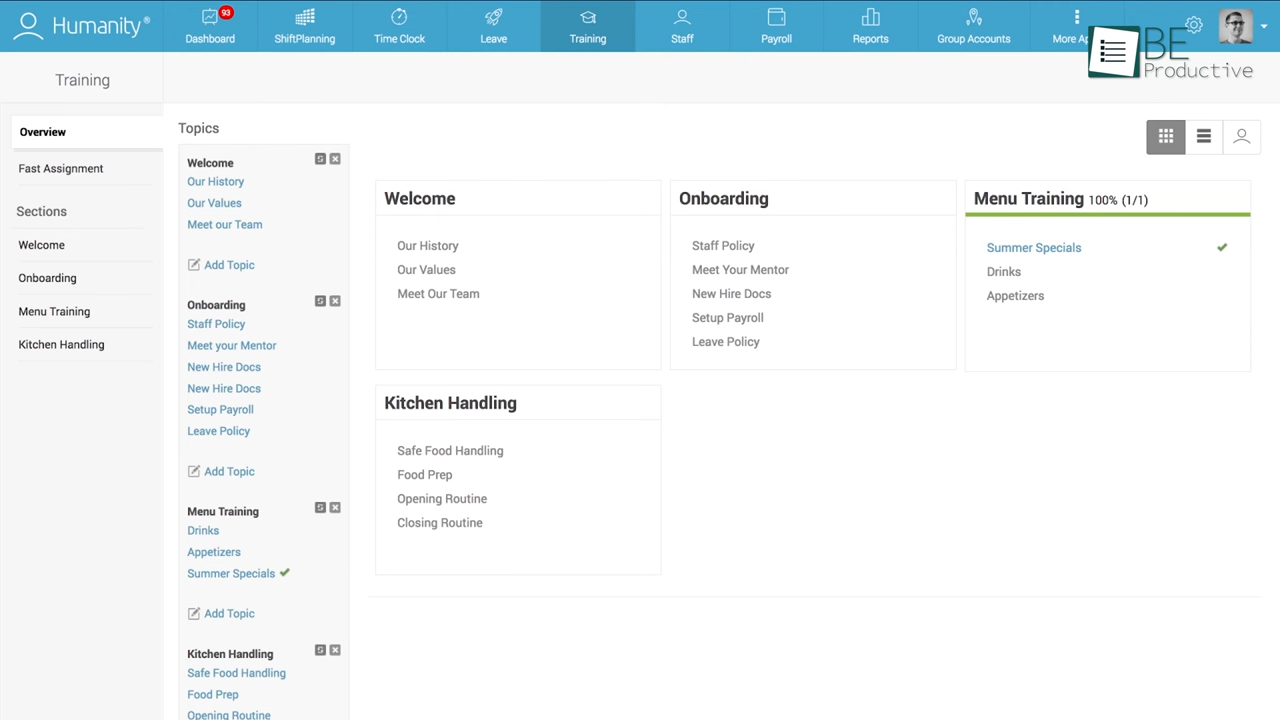 Humanity®
93
Dashboard
ShiftPlanning
Time Clock
Leave
Training
Staff
Payroll
Reports
Group Accounts
More Ap
BE
Productive
Training
Overview
Fast Assignment
Sections
Welcome
Onboarding
Menu Training
Kitchen Handling
Topics
Welcome
Our History
Our Values
Meet our Team
Add Topic
Onboarding
Staff Policy
Meet your Mentor
New Hire Docs
New Hire Docs
Setup Payroll
Leave Policy
Add Topic
Menu Training
Drinks
Appetizers
Summer Specials
Add Topic
Kitchen Handling
Safe Food Handling
Food Prep
Opening Routine
Welcome
Our History
Our Values
Meet Our Team
Onboarding
Staff Policy
Meet Your Mentor
New Hire Docs
Setup Payroll
Leave Policy
Menu Training 100% (1/1)
Summer Specials
Drinks
Appetizers
Kitchen Handling
Safe Food Handling
Food Prep
Opening Routine
Closing Routine